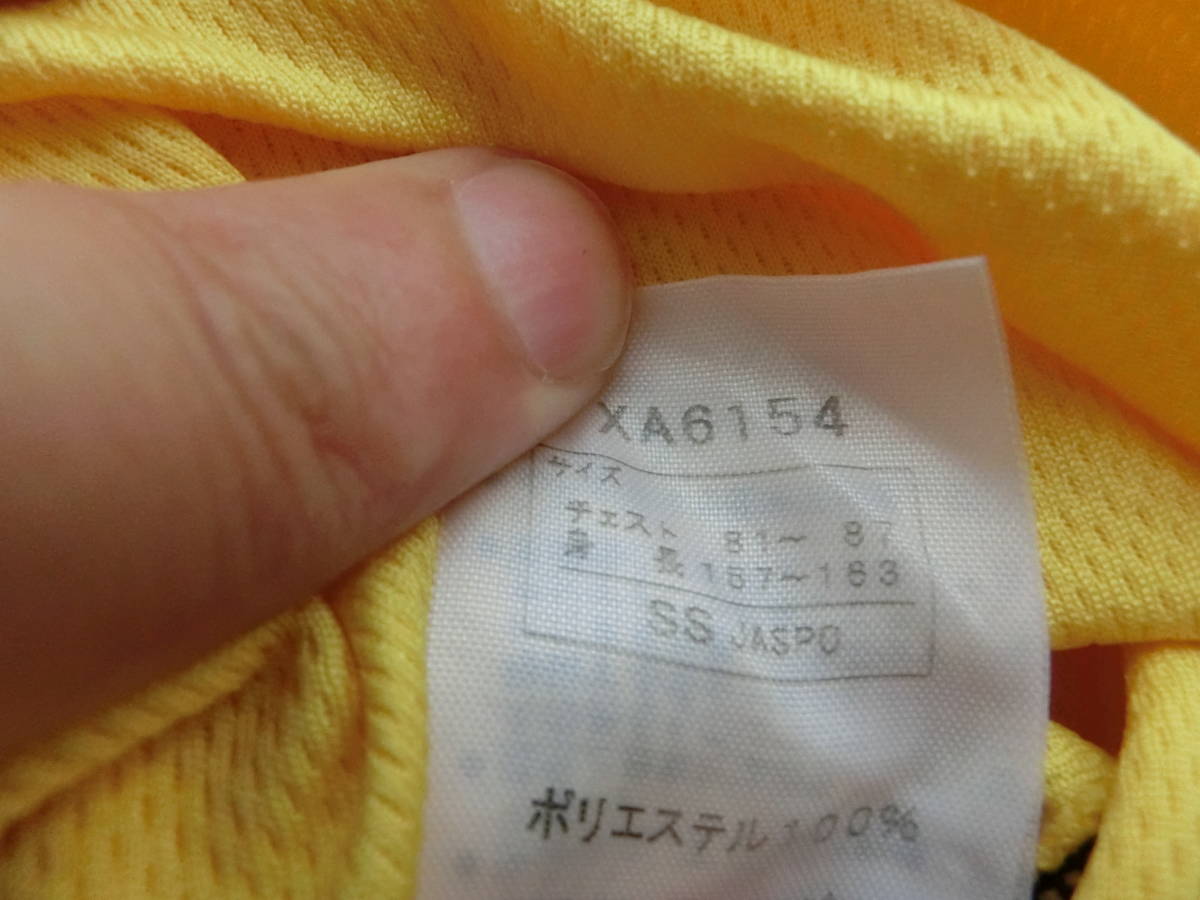 XA6154
サイズ
チェスト 81～ 87
身 長 157～163
SS JASPO
ポリエステル100%